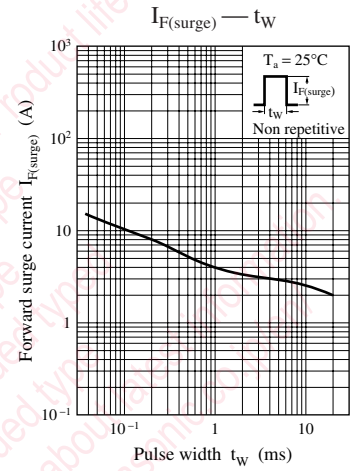 I_F(surge) — t_W
10³
10²
10
1
10⁻¹
10⁻¹
1
10
Forward surge current I_F(surge) (A)
Pulse width t_W (ms)
T_a = 25°C
I_F(surge)
t_W
Non repetitive